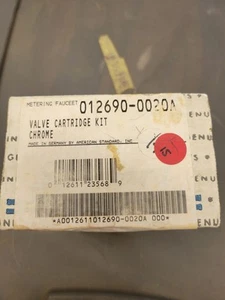 METERING FAUCET 012690-0020A
VALVE CARTRIDGE KIT
CHROME
MADE IN GERMANY BY AMERICAN STANDARD, INC.
0 12611 23568 9
*A0012611012690-0020A 000*
GENUI